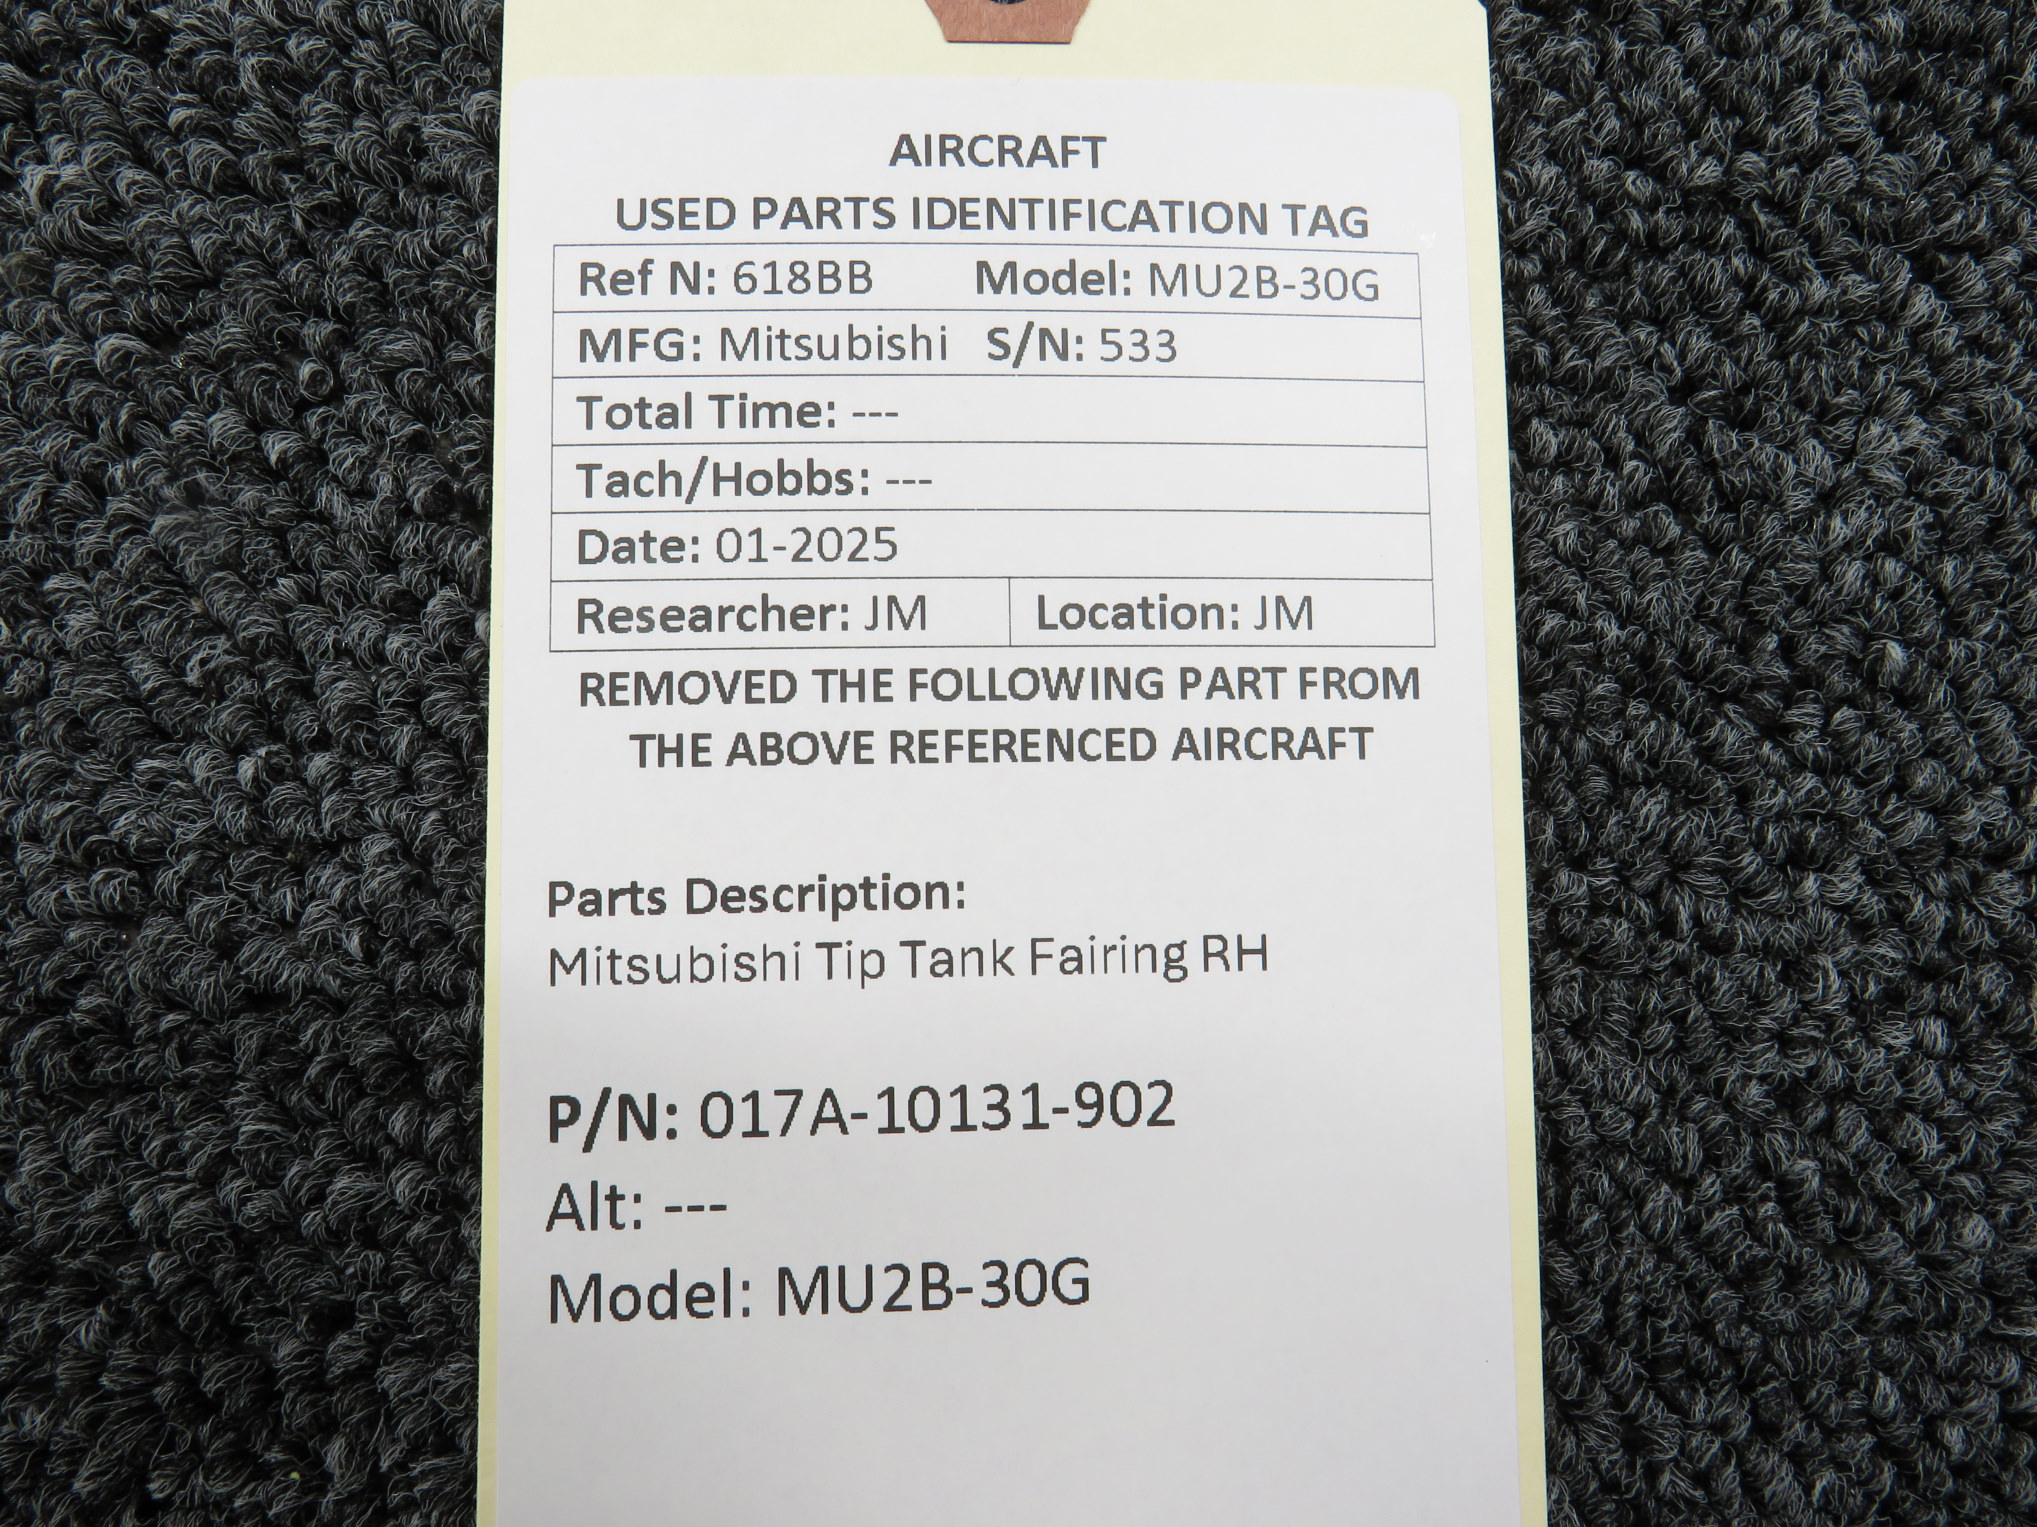 AIRCRAFT
USED PARTS IDENTIFICATION TAG
Ref N: 618BB Model: MU2B-30G
MFG: Mitsubishi S/N: 533
Total Time: ---
Tach/Hobbs: ---
Date: 01-2025
Researcher: JM Location: JM
REMOVED THE FOLLOWING PART FROM
THE ABOVE REFERENCED AIRCRAFT
Parts Description:
Mitsubishi Tip Tank Fairing RH
P/N: 017A-10131-902
Alt: ---
Model: MU2B-30G